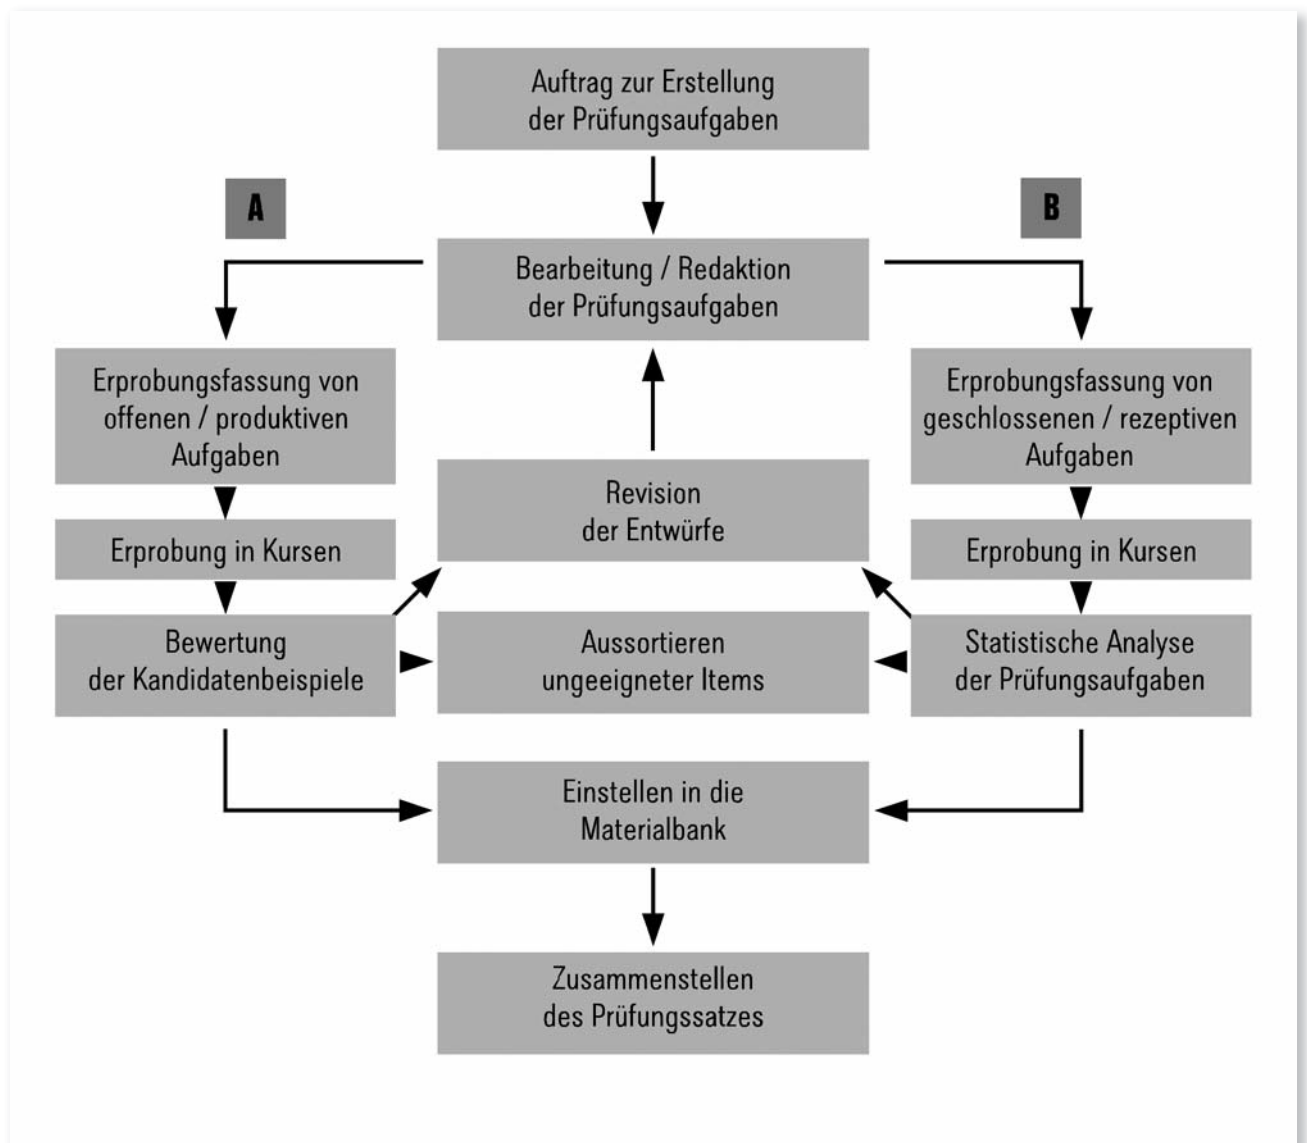 Auftrag zur Erstellung
der Prüfungsaufgaben
A
B
Bearbeitung / Redaktion
der Prüfungsaufgaben
Erprobungsfassung von
offenen / produktiven
Aufgaben
Erprobungsfassung von
geschlossenen / rezeptiven
Aufgaben
Revision
der Entwürfe
Erprobung in Kursen
Erprobung in Kursen
Bewertung
der Kandidatenbeispiele
Aussortieren
ungeeigneter Items
Statistische Analyse
der Prüfungsaufgaben
Einstellen in die
Materialbank
Zusammenstellen
des Prüfungssatzes